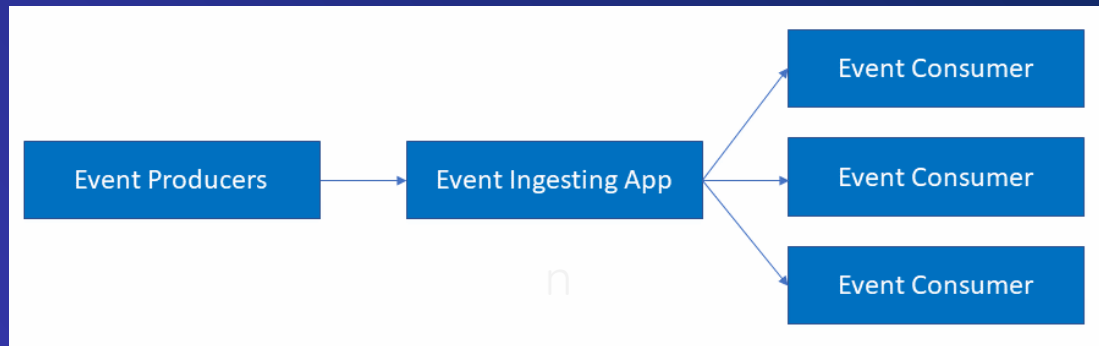 Event Producers
Event Ingesting App
Event Consumer
Event Consumer
Event Consumer
n